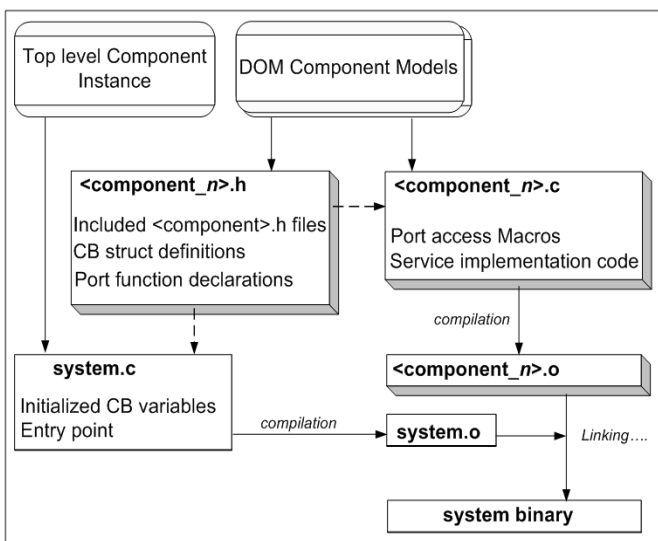 Top level Component
Instance
DOM Component Models
<component_n>.h
Included <component>.h files
CB struct definitions
Port function declarations
<component_n>.c
Port access Macros
Service implementation code
compilation
<component_n>.o
system.c
Initialized CB variables
Entry point
compilation
system.o
Linking....
system binary